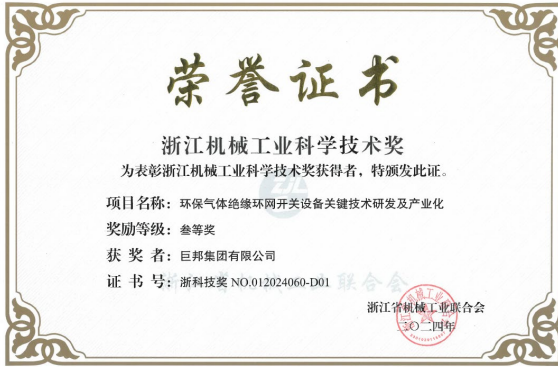 荣誉证书
浙江机械工业科学技术奖
为表彰浙江机械工业科学技术奖获得者，特颁发此证。
项目名称：环保气体绝缘环网开关设备关键技术研发及产业化
奖励等级：叁等奖
获奖者：巨邦集团有限公司
证书号：浙科技奖 NO.012024060-D01
浙江省机械工业联合会
二〇二四年